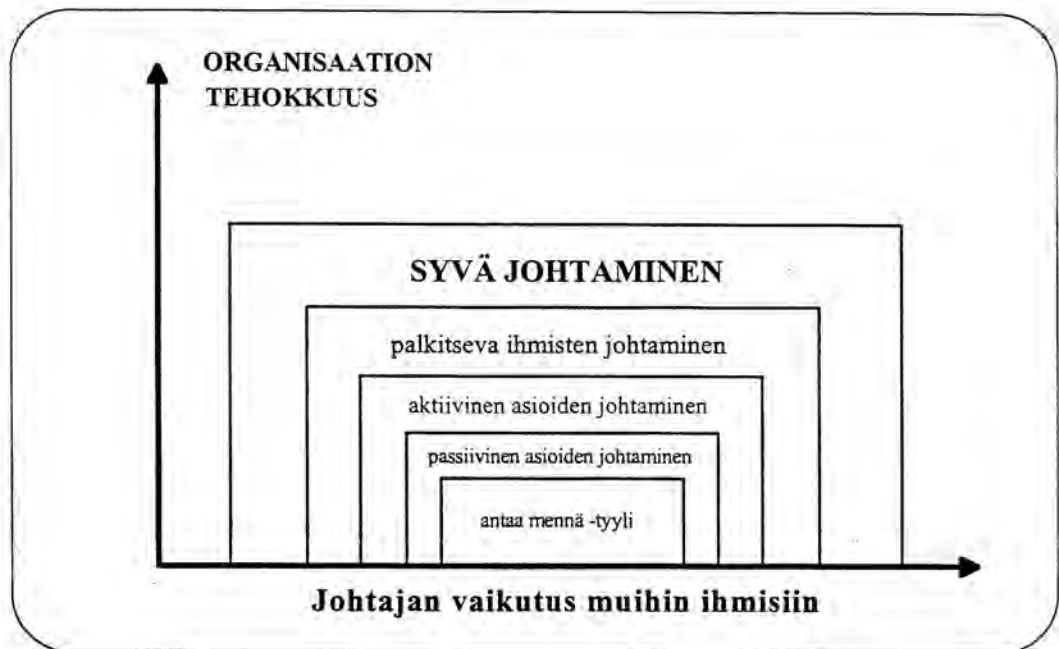 ORGANISAATION
TEHOKKUUS
SYVÄ JOHTAMINEN
palkitseva ihmisten johtaminen
aktiivinen asioiden johtaminen
passiivinen asioiden johtaminen
antaa mennä -tyyli
Johtajan vaikutus muihin ihmisiin